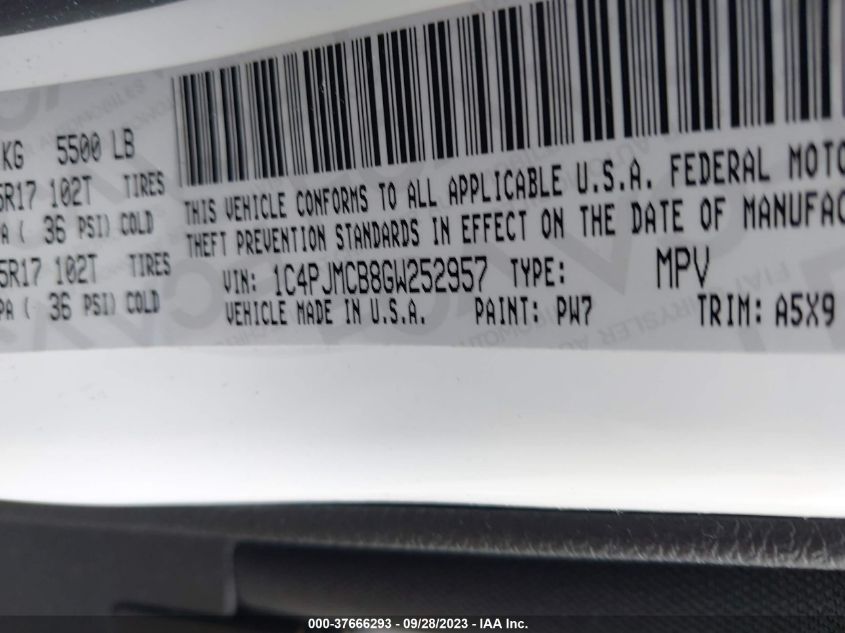 KG 5500 LB
5R17 102T TIRES
PA ( 36 PSI) COLD
5R17 102T TIRES
PA ( 36 PSI) COLD
THIS VEHICLE CONFORMS TO ALL APPLICABLE U.S.A. FEDERAL MOTO
THEFT PREVENTION STANDARDS IN EFFECT ON THE DATE OF MANUFAC
VIN: 1C4PJMCB8GW252957 TYPE: MPV
VEHICLE MADE IN U.S.A. PAINT: PW7 TRIM: A5X9
000-37666293 - 09/28/2023 - IAA Inc.